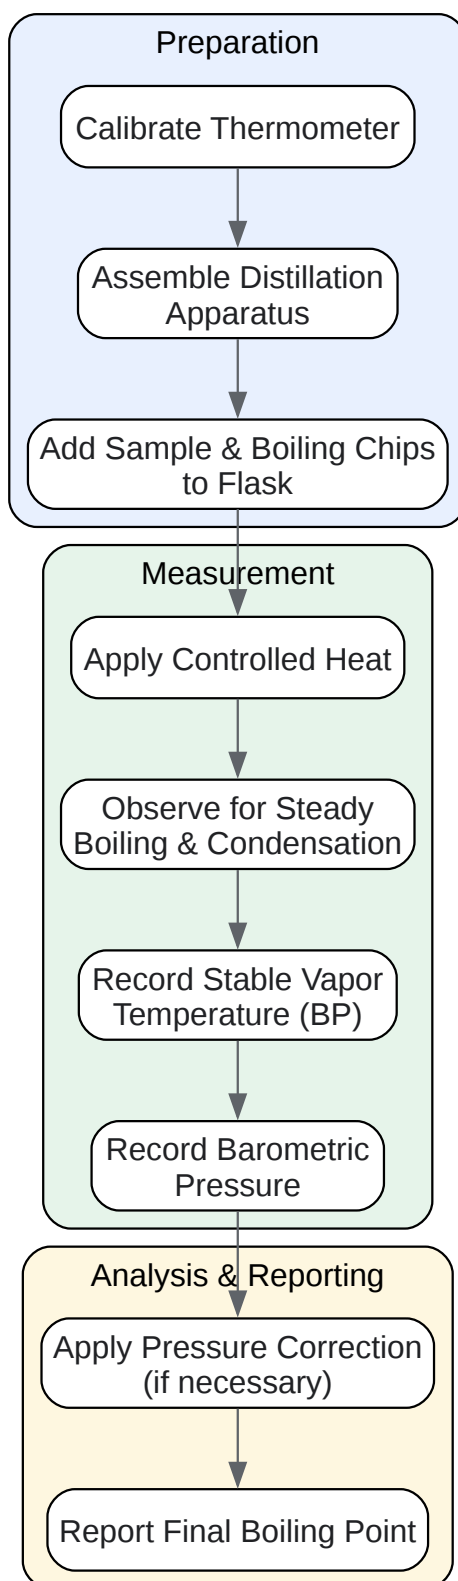 Preparation
Calibrate Thermometer
Assemble Distillation
Apparatus
Add Sample & Boiling Chips
to Flask
Measurement
Apply Controlled Heat
Observe for Steady
Boiling & Condensation
Record Stable Vapor
Temperature (BP)
Record Barometric
Pressure
Analysis & Reporting
Apply Pressure Correction
(if necessary)
Report Final Boiling Point